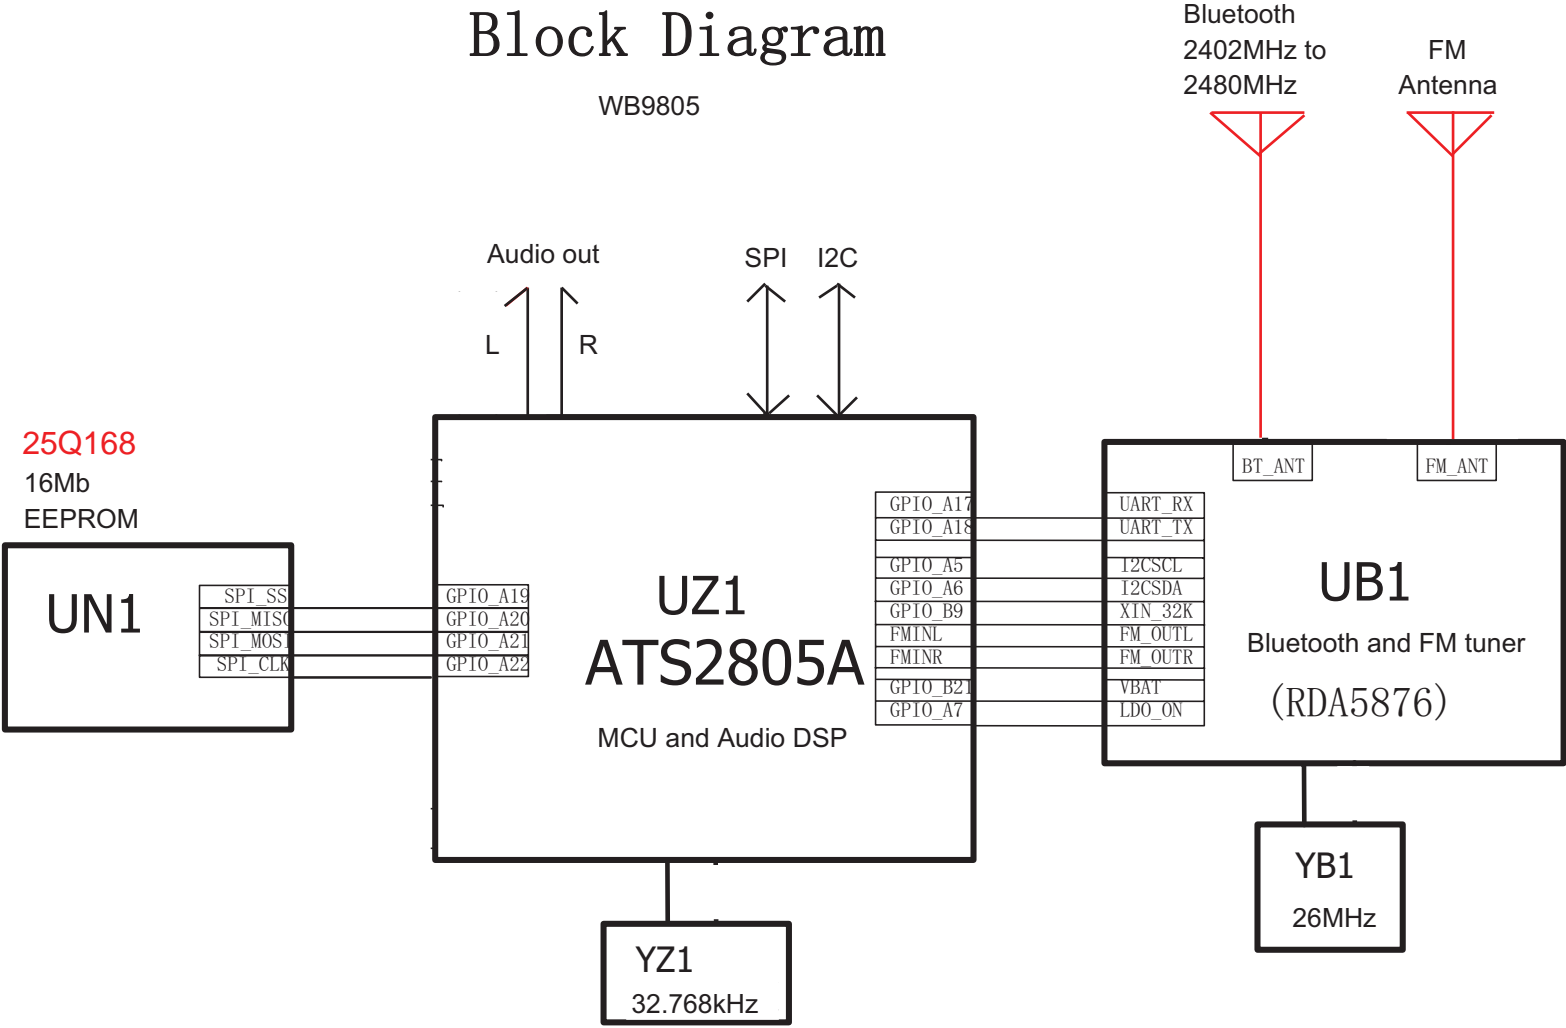 Block Diagram
WB9805
Bluetooth
2402MHz to
2480MHz
FM
Antenna
Audio out
SPI
I2C
L
R
25Q168
16Mb
EEPROM
UN1
SPI_SS
SPI_MISO
SPI_MOSI
SPI_CLK
GPIO_A19
GPIO_A20
GPIO_A21
GPIO_A22
UZ1
ATS2805A
MCU and Audio DSP
GPIO_A17
GPIO_A18
GPIO_A5
GPIO_A6
GPIO_B9
FMINL
FMINR
GPIO_B21
GPIO_A7
BT_ANT
FM_ANT
UART_RX
UART_TX
I2CSCL
I2CSDA
XIN_32K
FM_OUTL
FM_OUTR
VBAT
LDO_ON
UB1
Bluetooth and FM tuner
(RDA5876)
YZ1
32.768kHz
YB1
26MHz